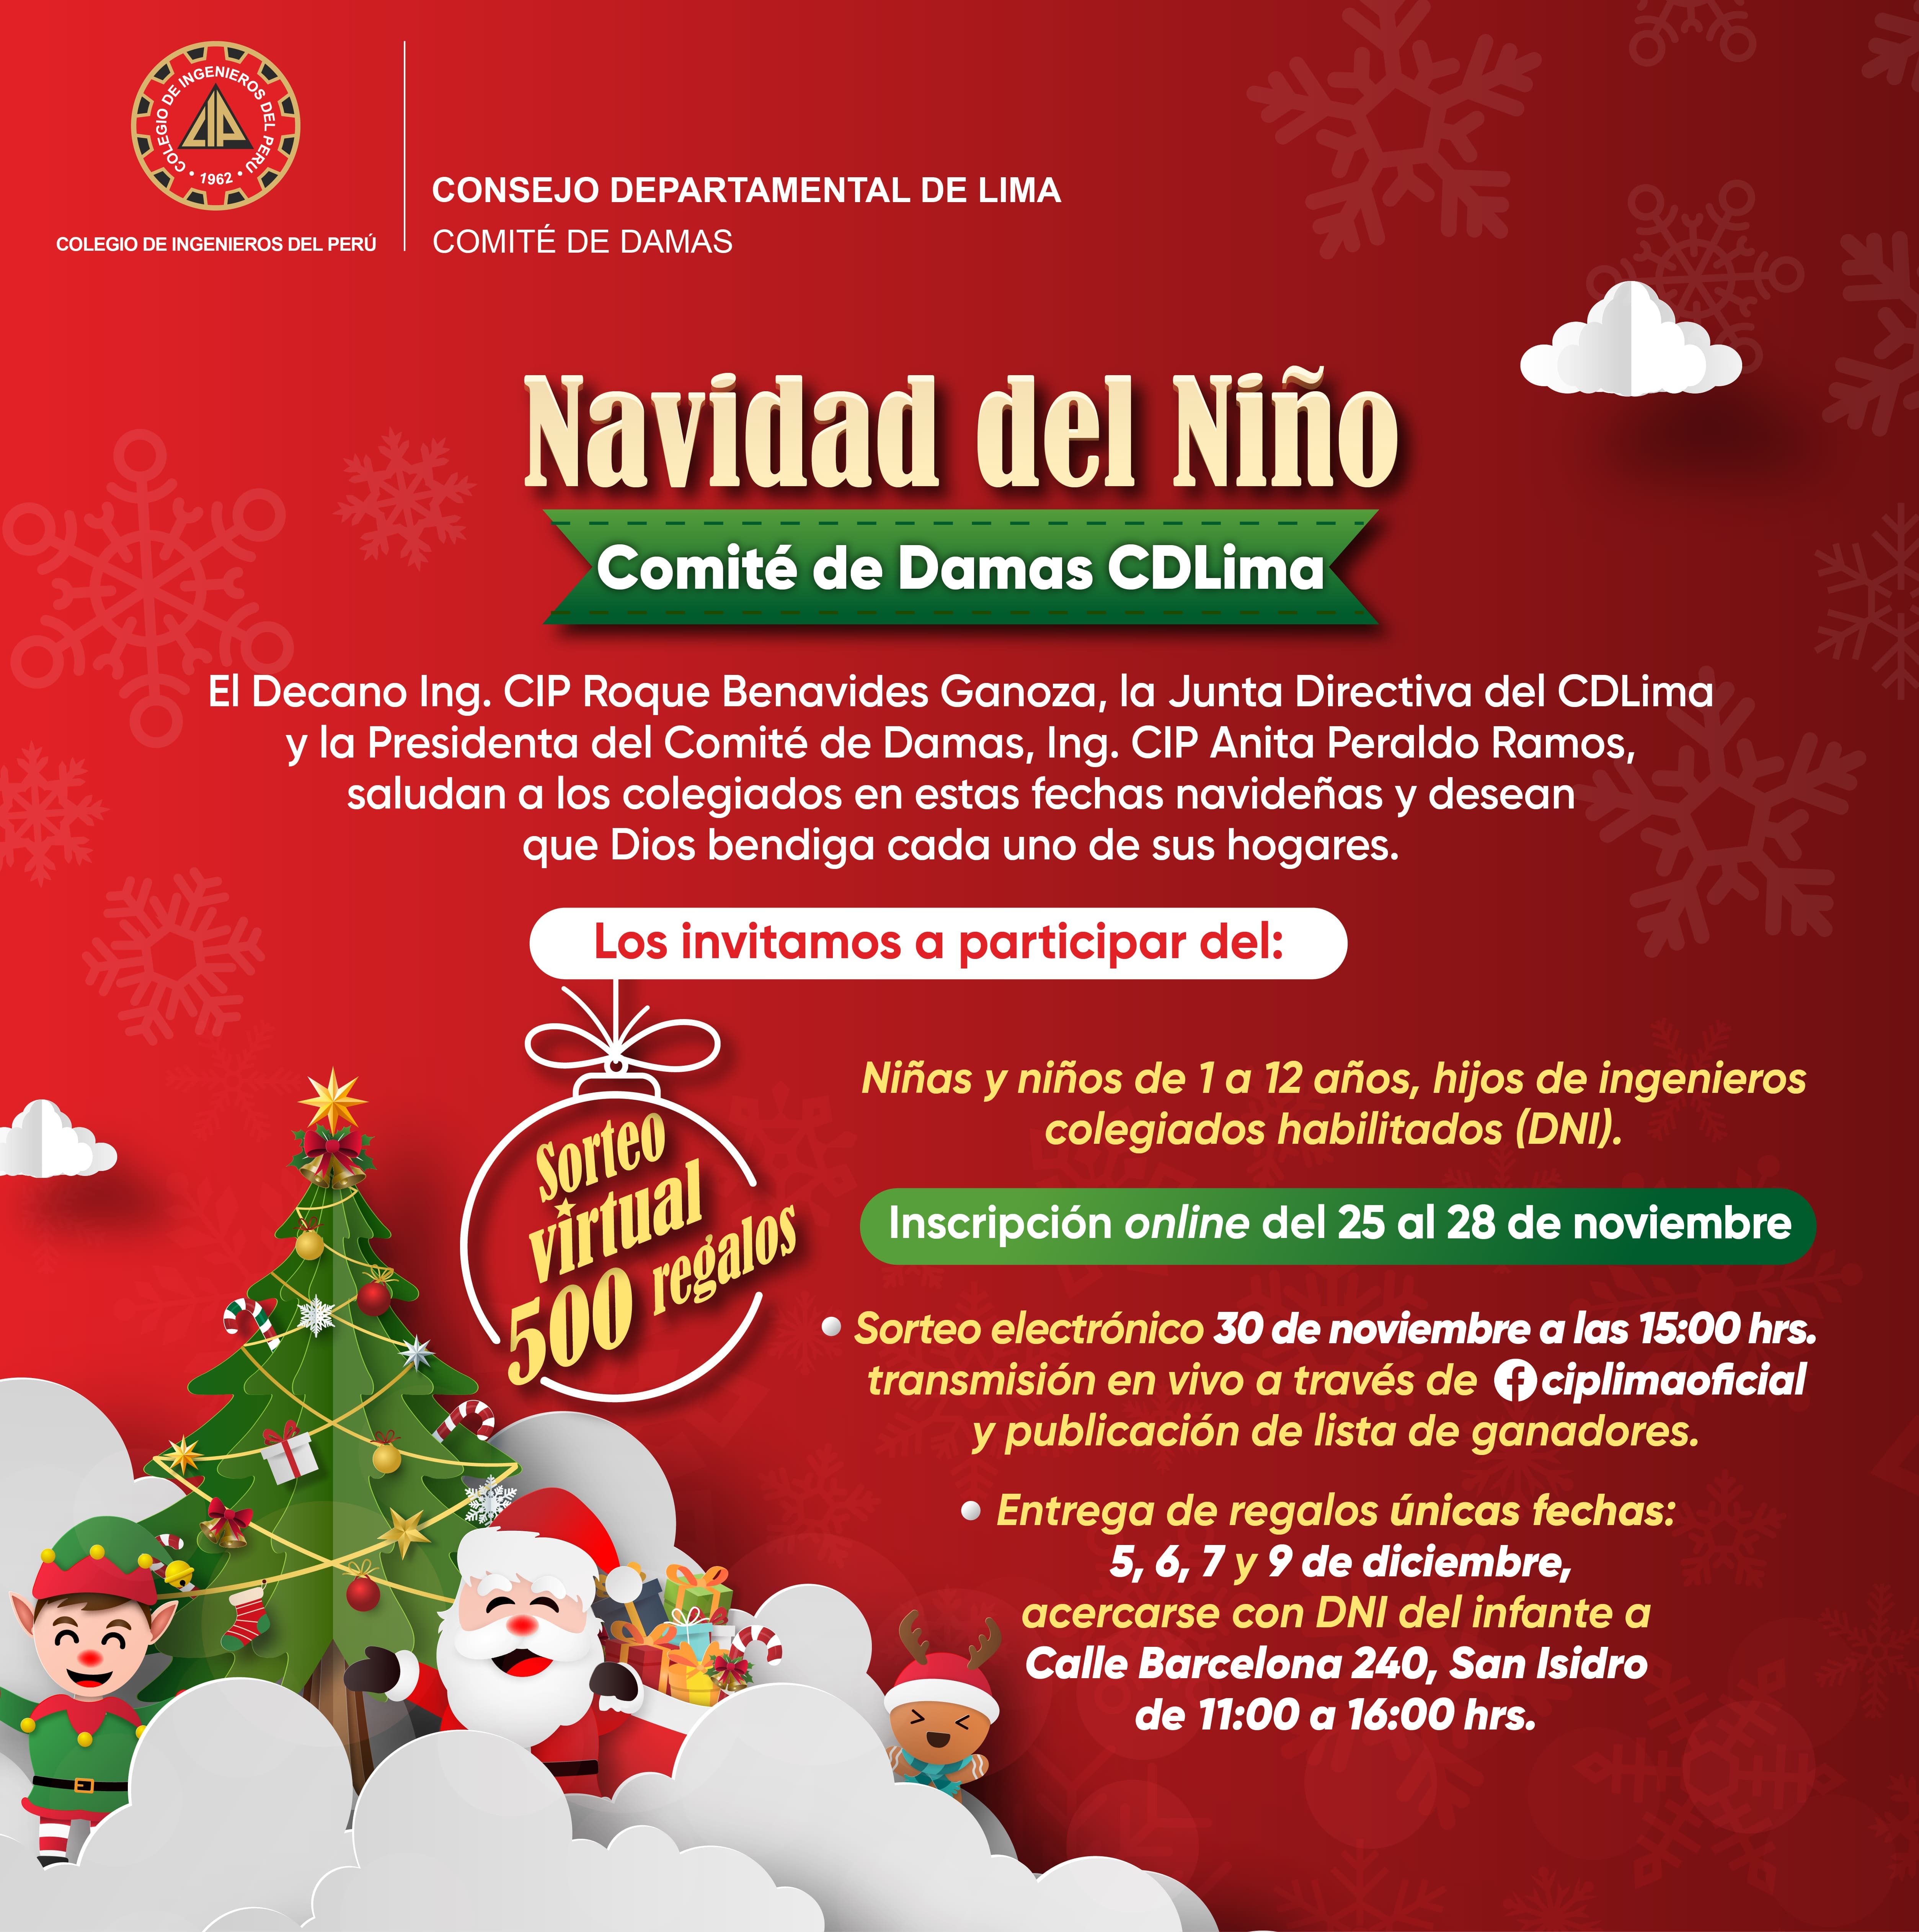 COLEGIO DE INGENIEROS DEL PERU
CIP
• 1962 •
COLEGIO DE INGENIEROS DEL PERÚ
CONSEJO DEPARTAMENTAL DE LIMA
COMITÉ DE DAMAS
Navidad del Niño
Comité de Damas CDLima
El Decano Ing. CIP Roque Benavides Ganoza, la Junta Directiva del CDLima
y la Presidenta del Comité de Damas, Ing. CIP Anita Peraldo Ramos,
saludan a los colegiados en estas fechas navideñas y desean
que Dios bendiga cada uno de sus hogares.
Los invitamos a participar del:
Sorteo
virtual
500 regalos
Niñas y niños de 1 a 12 años, hijos de ingenieros
colegiados habilitados (DNI).
Inscripción online del 25 al 28 de noviembre
• Sorteo electrónico 30 de noviembre a las 15:00 hrs.
transmisión en vivo a través de ciplimaoficial
y publicación de lista de ganadores.
• Entrega de regalos únicas fechas:
5, 6, 7 y 9 de diciembre,
acercarse con DNI del infante a
Calle Barcelona 240, San Isidro
de 11:00 a 16:00 hrs.